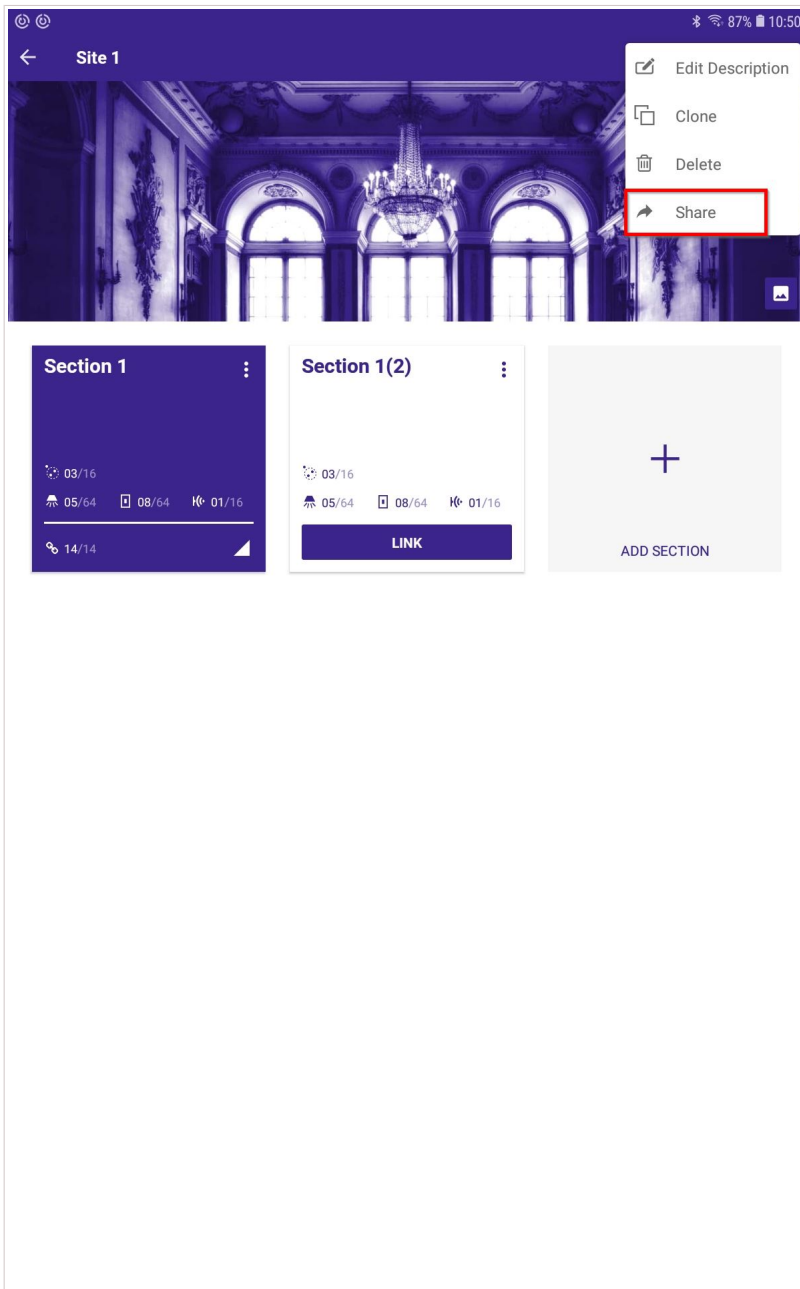 87% 10:50
Site 1
Edit Description
Clone
Delete
Share
Section 1
03/16
05/64 08/64 01/16
14/14
Section 1(2)
03/16
05/64 08/64 01/16
LINK
ADD SECTION